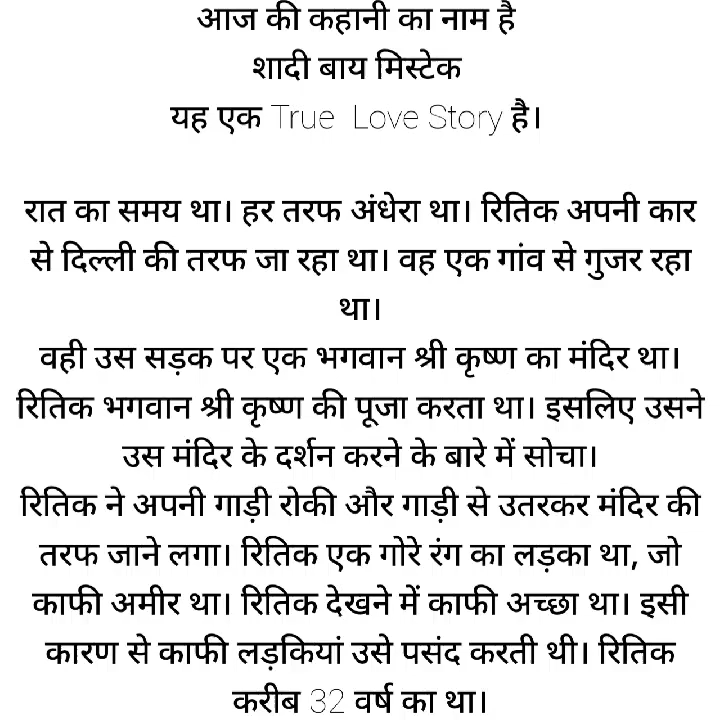 आज की कहानी का नाम है
शादी बाय मिस्टेक
यह एक True Love Story है।
रात का समय था। हर तरफ अंधेरा था। रितिक अपनी कार
से दिल्ली की तरफ जा रहा था। वह एक गांव से गुजर रहा
था।
वही उस सड़क पर एक भगवान श्री कृष्ण का मंदिर था।
रितिक भगवान श्री कृष्ण की पूजा करता था। इसलिए उसने
उस मंदिर के दर्शन करने के बारे में सोचा।
रितिक ने अपनी गाड़ी रोकी और गाड़ी से उतरकर मंदिर की
तरफ जाने लगा। रितिक एक गोरे रंग का लड़का था, जो
काफी अमीर था। रितिक देखने में काफी अच्छा था। इसी
कारण से काफी लड़कियां उसे पसंद करती थी। रितिक
करीब 32 वर्ष का था।